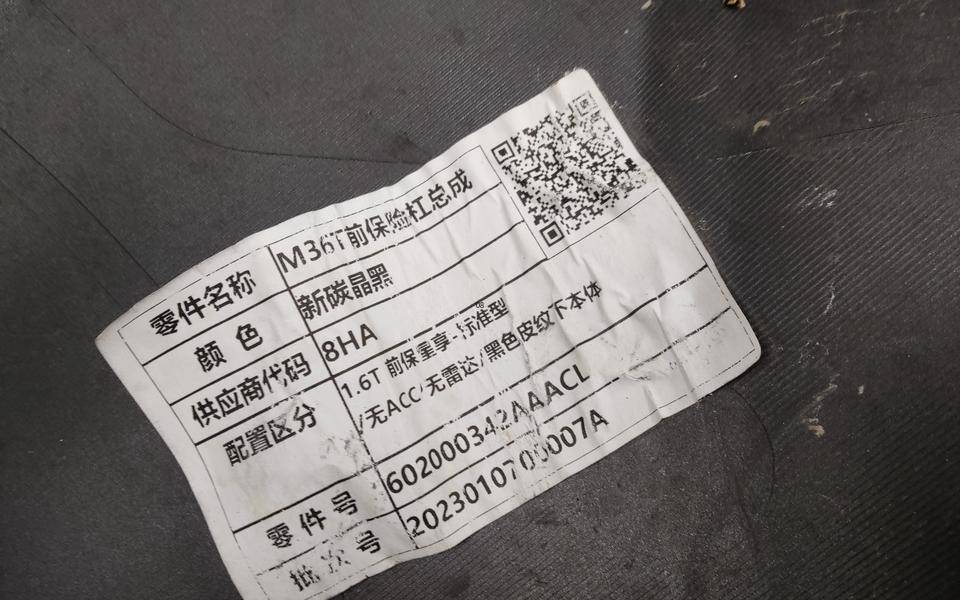 零件名称 M36T前保险杠总成
颜 色 新碳晶黑
供应商代码 8HA
配置区分 1.6T 前保 享-标准型
/无ACC/无雷达/黑色皮纹下本体
零 件 号 602000342AAACL
批 次 号 20230107 0007A